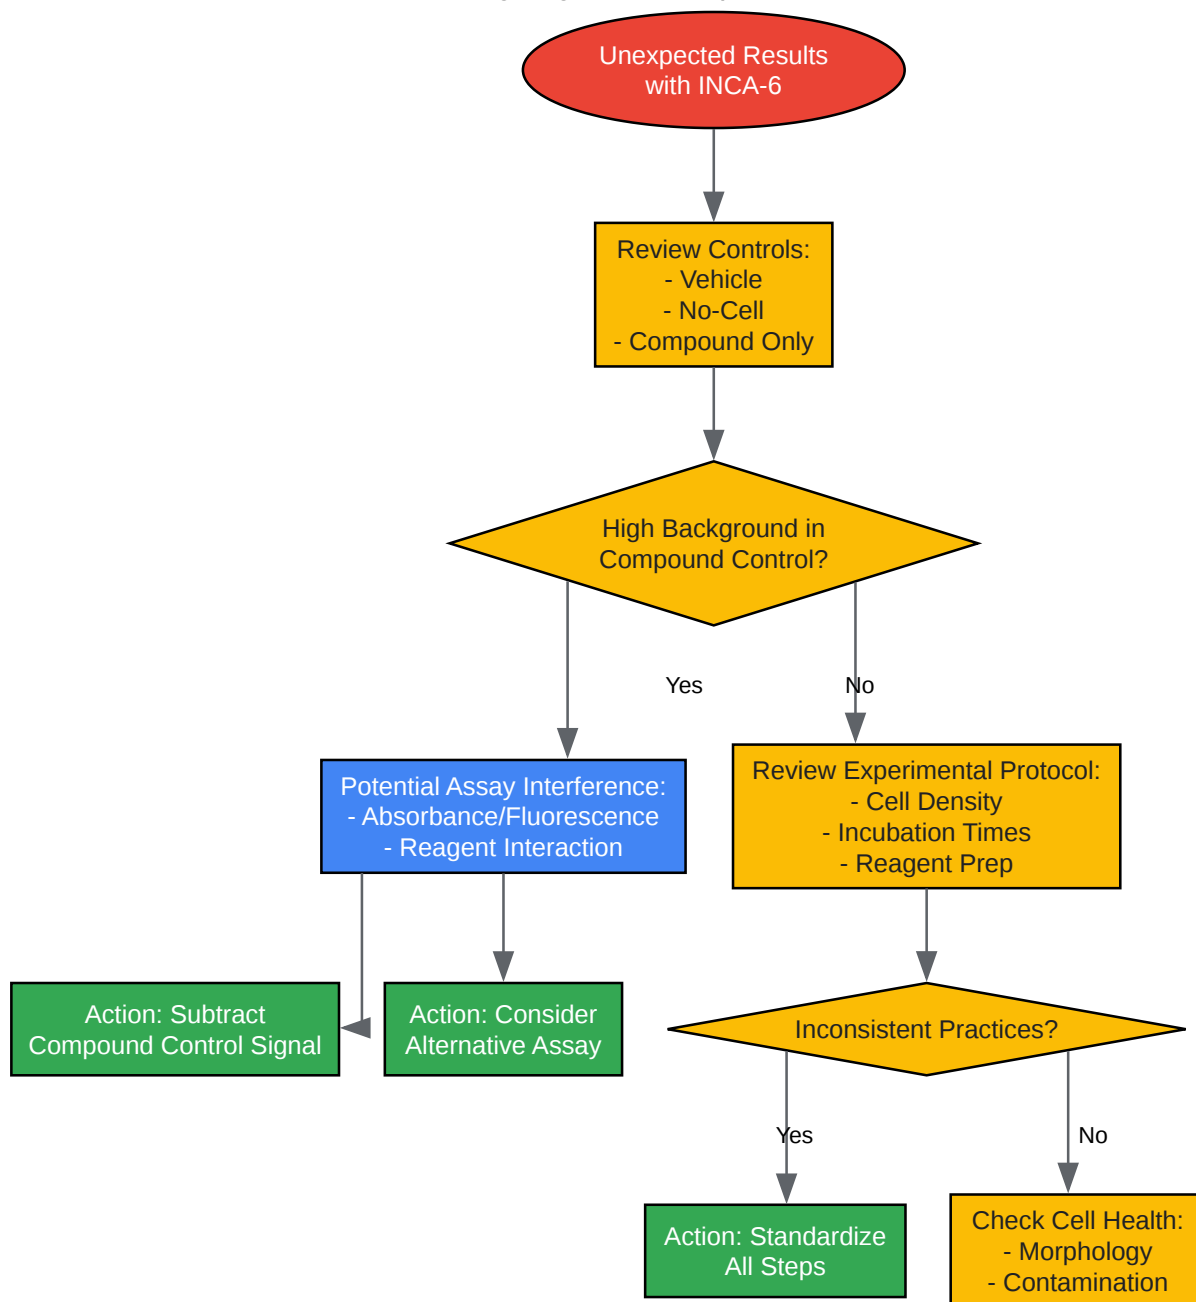 Unexpected Results
with INCA-6
Review Controls:
- Vehicle
- No-Cell
- Compound Only
High Background in
Compound Control?
Yes
No
Potential Assay Interference:
- Absorbance/Fluorescence
- Reagent Interaction
Review Experimental Protocol:
- Cell Density
- Incubation Times
- Reagent Prep
Action: Subtract
Compound Control Signal
Action: Consider
Alternative Assay
Inconsistent Practices?
Yes
No
Action: Standardize
All Steps
Check Cell Health:
- Morphology
- Contamination